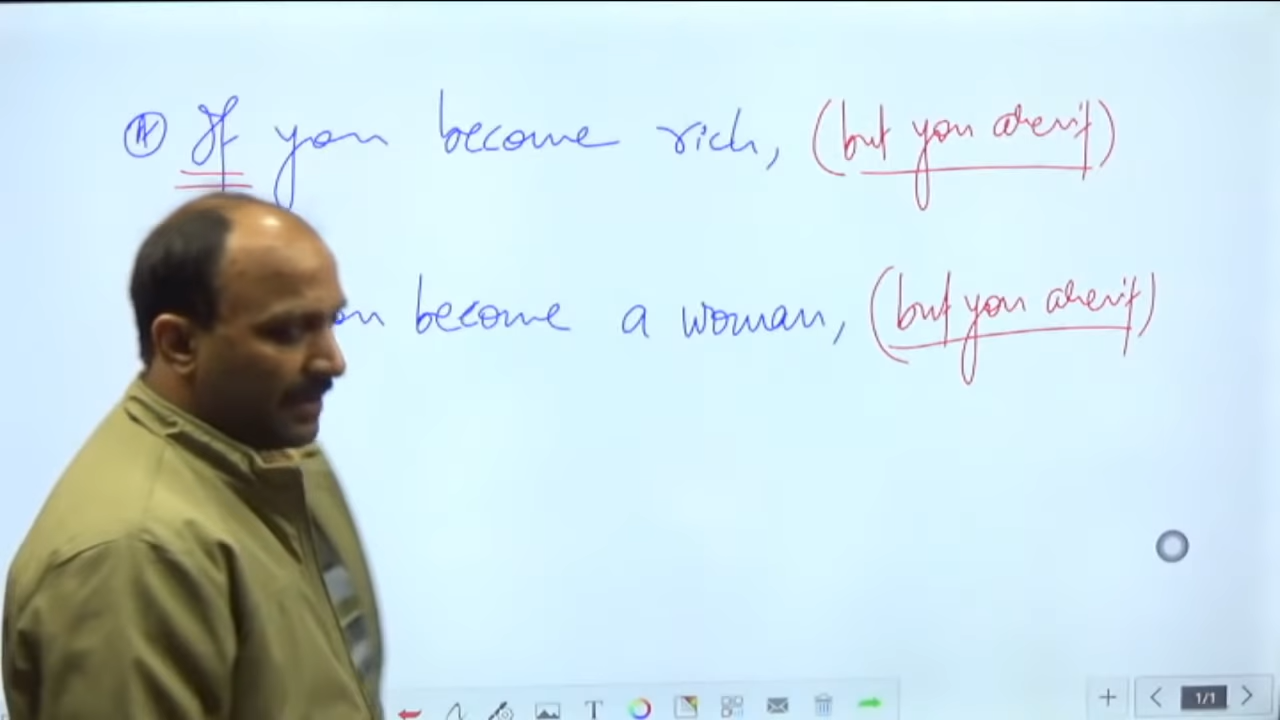 (A) If you become rich, (but you aren't)
become a woman, (but you aren't)
T
1/1